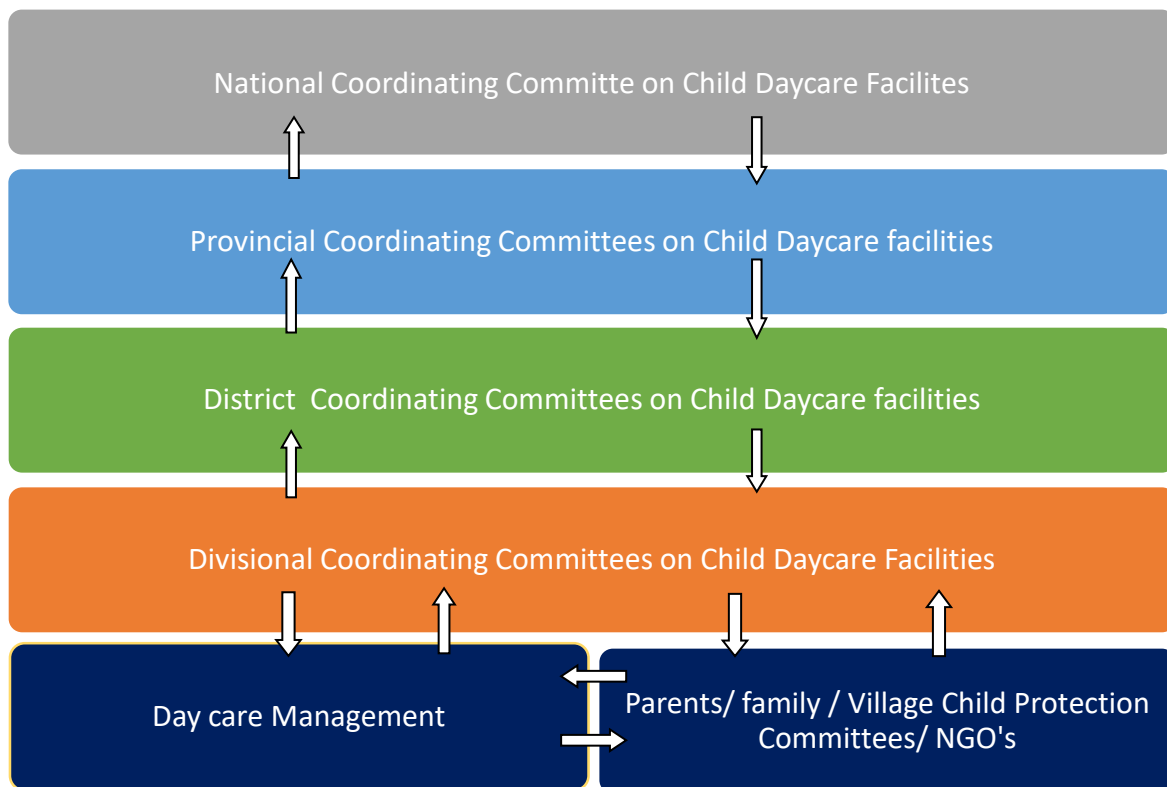 National Coordinating Committe on Child Daycare Facilites
Provincial Coordinating Committees on Child Daycare facilities
District  Coordinating Committees on Child Daycare facilities
Divisional Coordinating Committees on Child Daycare Facilities
Day care Management
Parents/ family / Village Child Protection
Committees/ NGO's